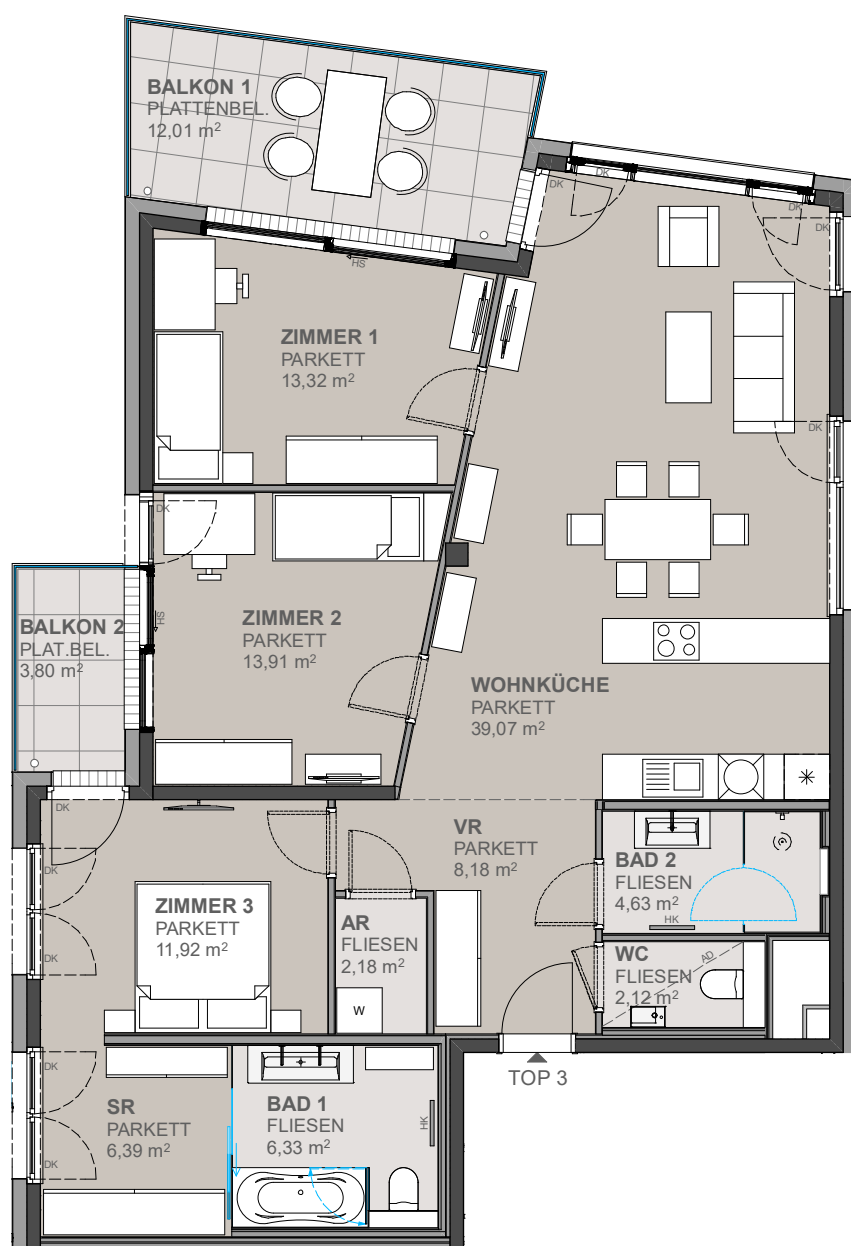 BALKON 1
PLATTENBEL.
12,01 m²
DK
DK
DK
DK
HS
ZIMMER 1
PARKETT
13,32 m²
DK
DK
ZIMMER 2
PARKETT
13,91 m²
HS
BALKON 2
PLAT.BEL.
3,80 m²
WOHNKÜCHE
PARKETT
39,07 m²
DK
VR
PARKETT
8,18 m²
BAD 2
FLIESEN
4,63 m²
HK
DK
ZIMMER 3
PARKETT
11,92 m²
AR
FLIESEN
2,18 m²
W
WC
FLIESEN
2,12 m²
AD
DK
DK
TOP 3
SR
PARKETT
6,39 m²
BAD 1
FLIESEN
6,33 m²
HK
DK